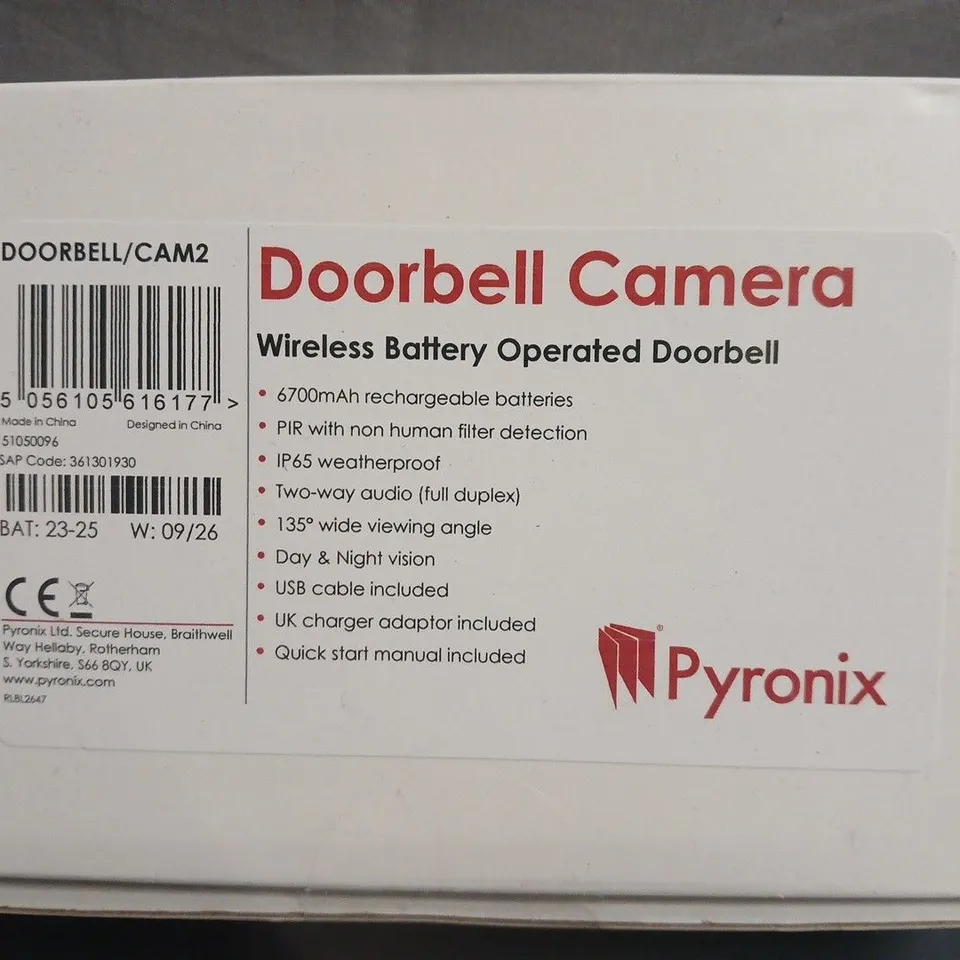 DOORBELL/CAM2
5 056105 616177 >
Made in China Designed in China
51050096
SAP Code: 361301930
BAT: 23-25 W: 09/26
CE
Pyronix Ltd. Secure House, Braithwell
Way Hellaby, Rotherham
S. Yorkshire, S66 8QY, UK
www.pyronix.com
RLBL2647
Doorbell Camera
Wireless Battery Operated Doorbell
• 6700mAh rechargeable batteries
• PIR with non human filter detection
• IP65 weatherproof
• Two-way audio (full duplex)
• 135° wide viewing angle
• Day & Night vision
• USB cable included
• UK charger adaptor included
• Quick start manual included
® Pyronix